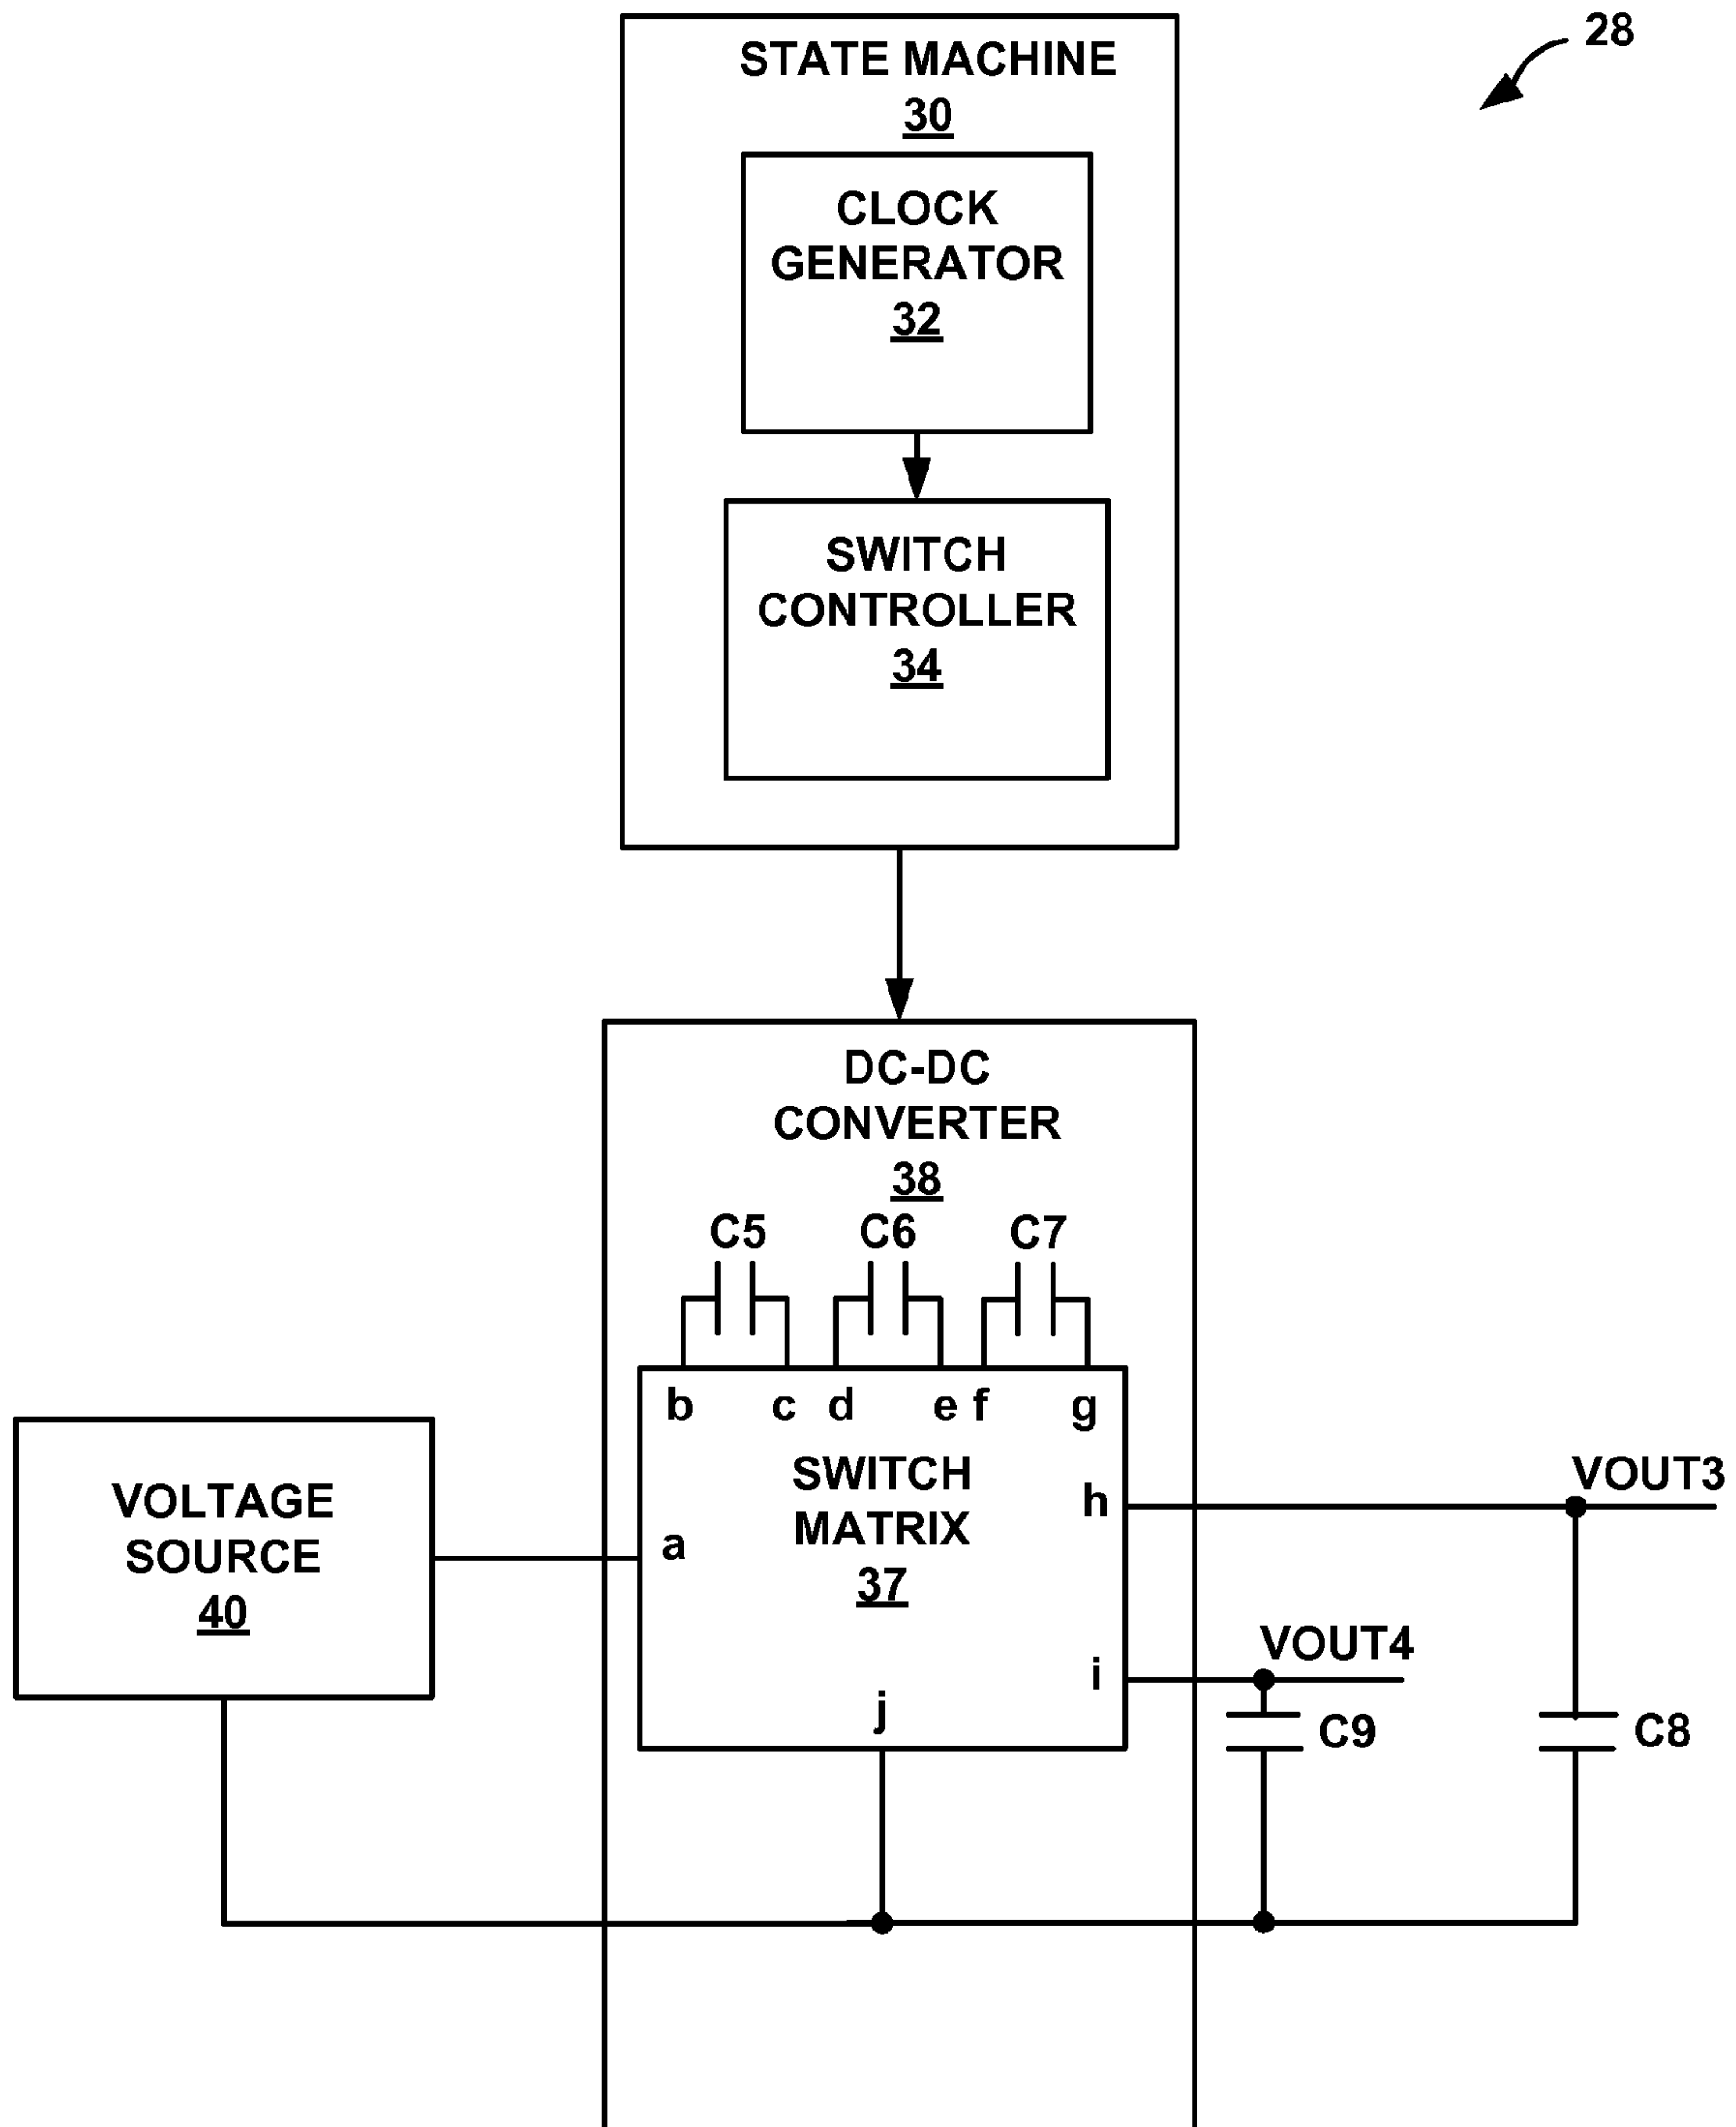 28
STATE MACHINE
30
CLOCK
GENERATOR
32
SWITCH
CONTROLLER
34
DC-DC
CONVERTER
38
C5 C6 C7
b c d e f g
SWITCH
MATRIX
37
a
h
i
j
VOLTAGE
SOURCE
40
VOUT3
VOUT4
C9
C8